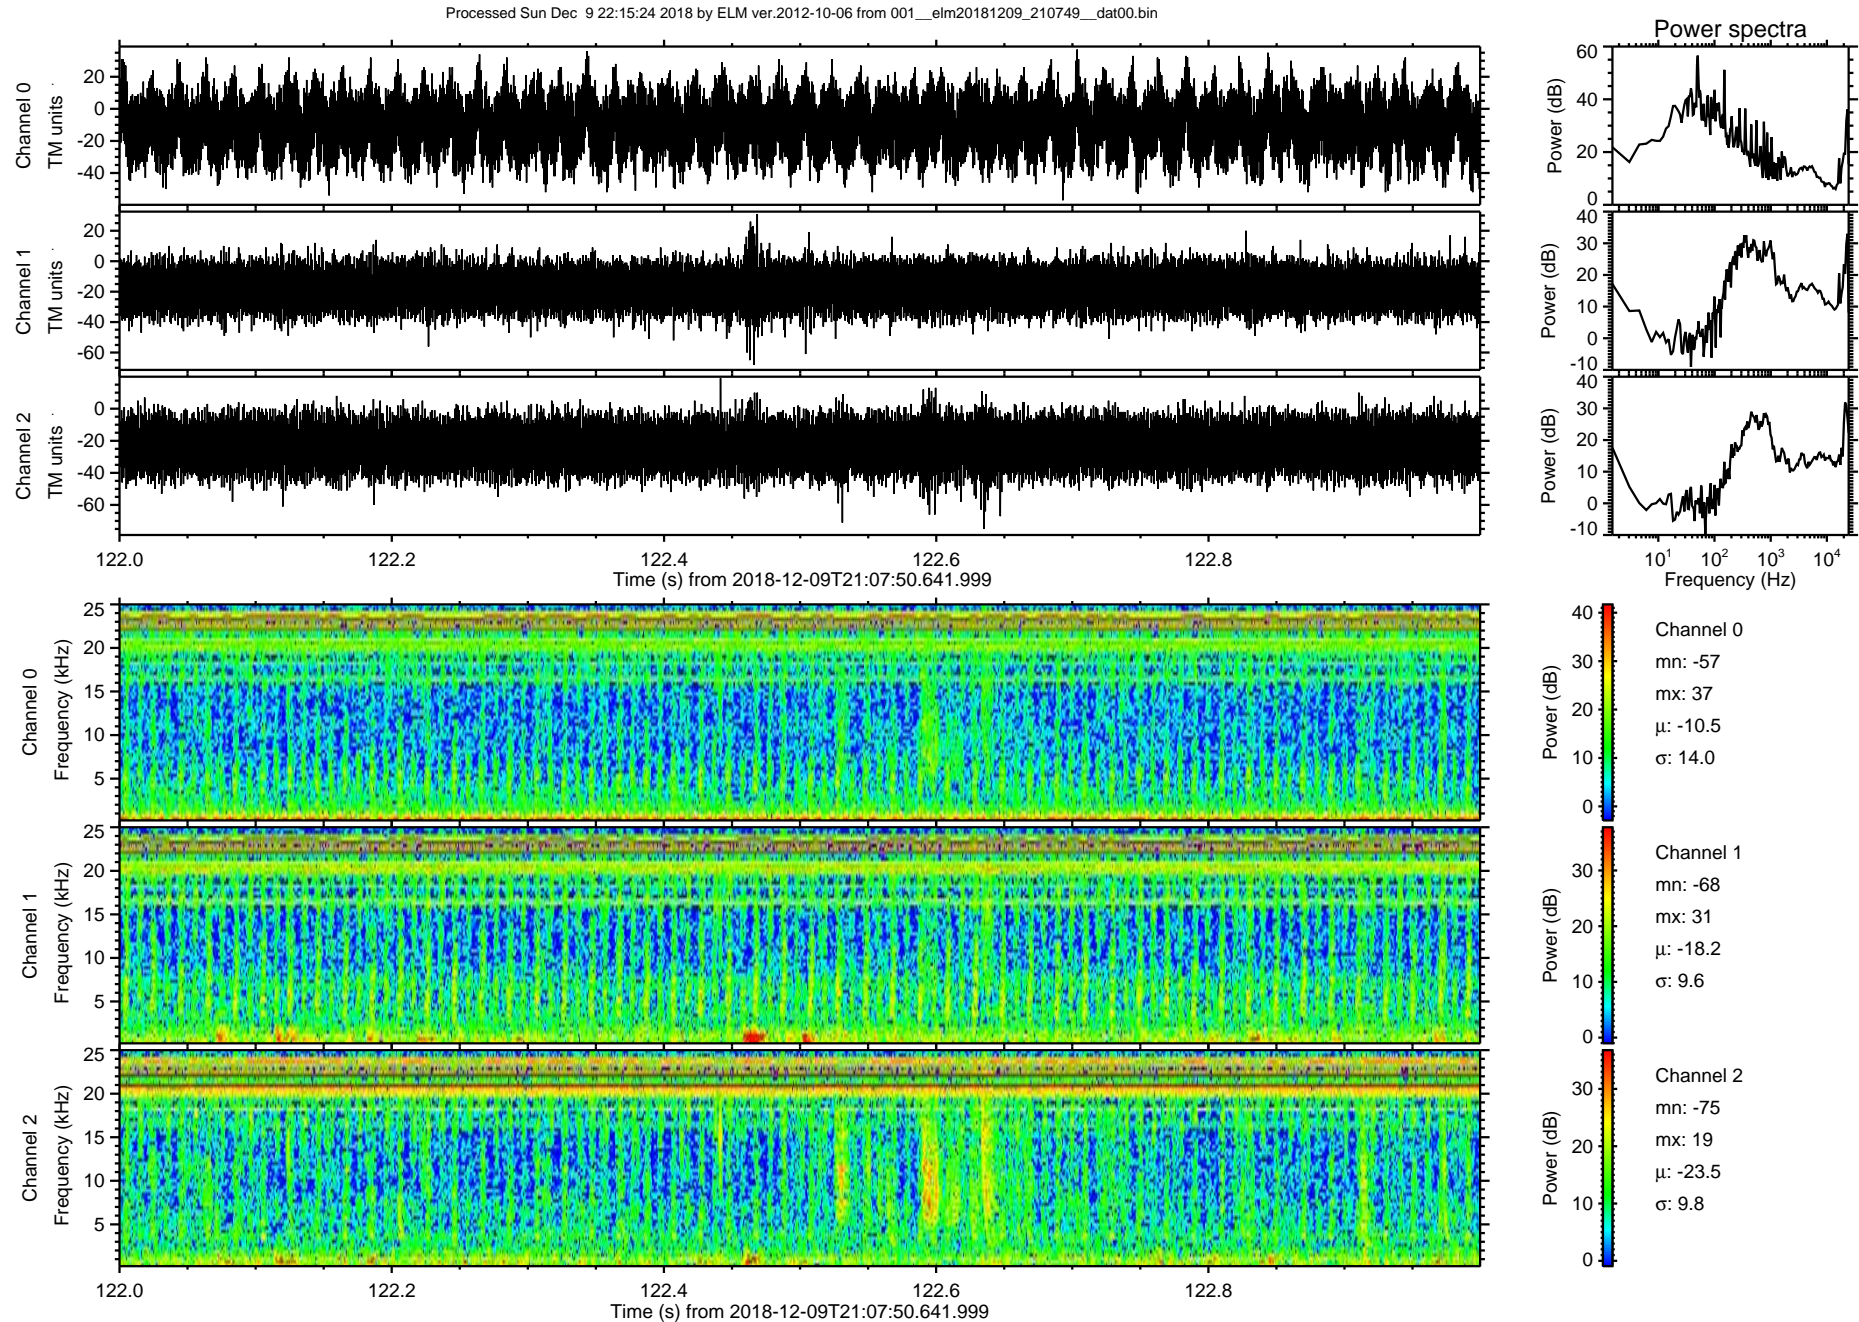 Processed Sun Dec  9 22:15:24 2018 by ELM ver.2012-10-06 from 001__elm20181209_210749__dat00.bin
Power spectra
Channel 0
TM units
20
0
-20
-40
Power (dB)
60
40
20
0
Channel 1
TM units
20
0
-20
-40
-60
Power (dB)
40
30
20
10
0
-10
Channel 2
TM units
0
-20
-40
-60
Power (dB)
40
30
20
10
0
-10
122.0 122.2 122.4 122.6 122.8
Time (s) from 2018-12-09T21:07:50.641.999
10¹ 10² 10³ 10⁴
Frequency (Hz)
Channel 0
Frequency (kHz)
25
20
15
10
5
Power (dB)
40
30
20
10
0
Channel 0
mn: -57
mx: 37
μ: -10.5
σ: 14.0
Channel 1
Frequency (kHz)
25
20
15
10
5
Power (dB)
30
20
10
0
Channel 1
mn: -68
mx: 31
μ: -18.2
σ: 9.6
Channel 2
Frequency (kHz)
25
20
15
10
5
Power (dB)
30
20
10
0
Channel 2
mn: -75
mx: 19
μ: -23.5
σ: 9.8
122.0 122.2 122.4 122.6 122.8
Time (s) from 2018-12-09T21:07:50.641.999